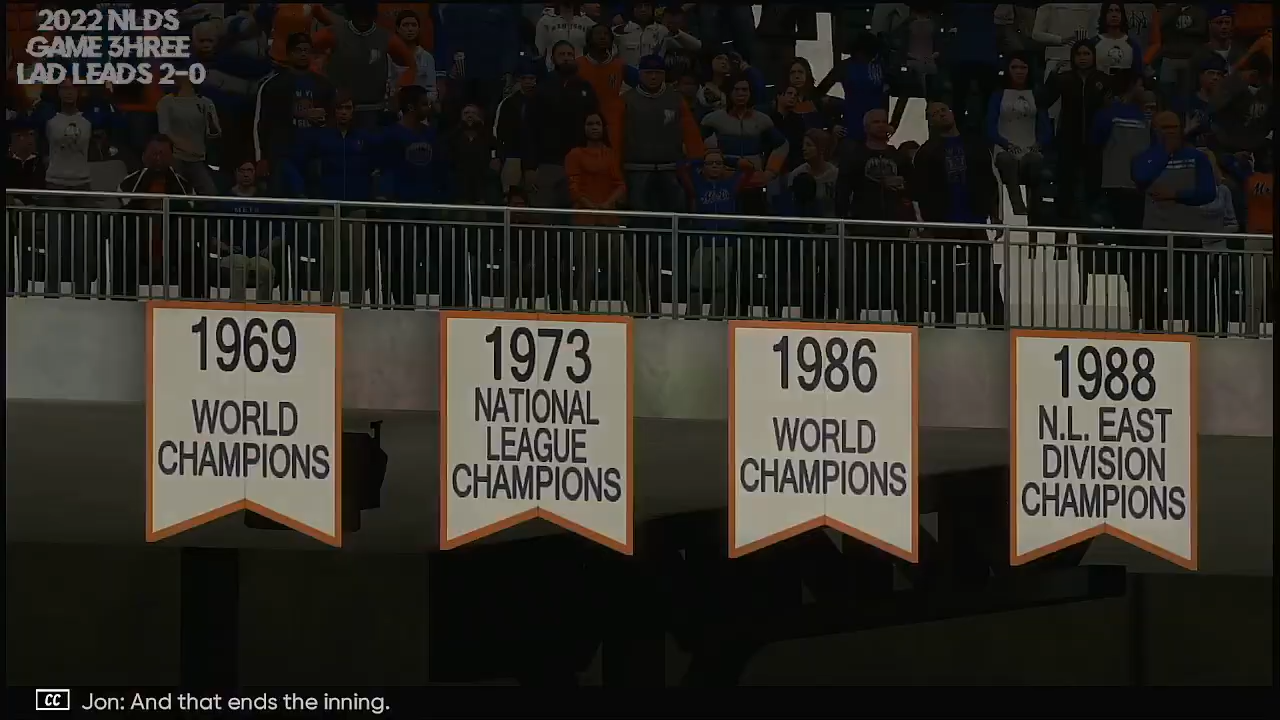 2022 NLDS
GAME 3HREE
LAD LEADS 2-0
METS
1969
WORLD
CHAMPIONS
1973
NATIONAL
LEAGUE
CHAMPIONS
1986
WORLD
CHAMPIONS
1988
N.L. EAST
DIVISION
CHAMPIONS
CC Jon: And that ends the inning.